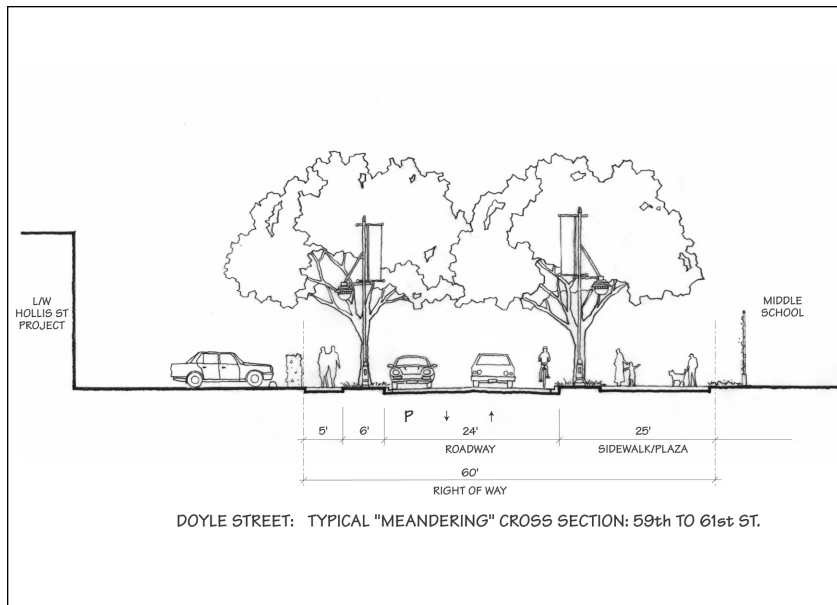 L/W
HOLLIS ST
PROJECT
MIDDLE
SCHOOL
P
5'
6'
24'
25'
ROADWAY
SIDEWALK/PLAZA
60'
RIGHT OF WAY
DOYLE STREET: TYPICAL "MEANDERING" CROSS SECTION: 59th TO 61st ST.